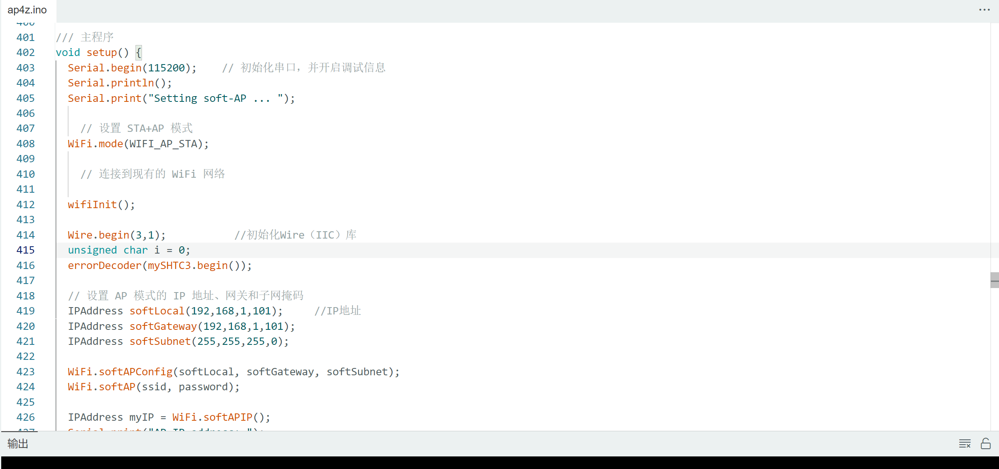 ap4z.ino
400
401 /// 主程序
402 void setup() {
403 Serial.begin(115200); // 初始化串口，并开启调试信息
404 Serial.println();
405 Serial.print("Setting soft-AP ... ");
406
407 // 设置 STA+AP 模式
408 WiFi.mode(WIFI_AP_STA);
409
410 // 连接到现有的 WiFi 网络
411
412 wifiInit();
413
414 Wire.begin(3,1); //初始化Wire（IIC）库
415 unsigned char i = 0;
416 errorDecoder(mySHTC3.begin());
417
418 // 设置 AP 模式的 IP 地址、网关和子网掩码
419 IPAddress softLocal(192,168,1,101); //IP地址
420 IPAddress softGateway(192,168,1,101);
421 IPAddress softSubnet(255,255,255,0);
422
423 WiFi.softAPConfig(softLocal, softGateway, softSubnet);
424 WiFi.softAP(ssid, password);
425
426 IPAddress myIP = WiFi.softAPIP();
427 Serial.print("AP IP address: ");
输出